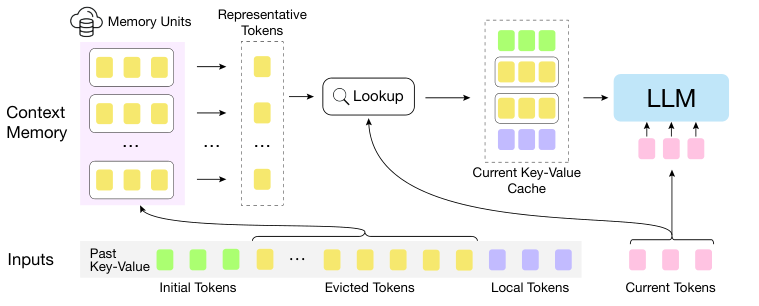 Memory Units
Representative
Tokens
Lookup
LLM
Context
Memory
...
...
...
Current Key-Value
Cache
Inputs
Past
Key-Value
...
Initial Tokens
Evicted Tokens
Local Tokens
Current Tokens